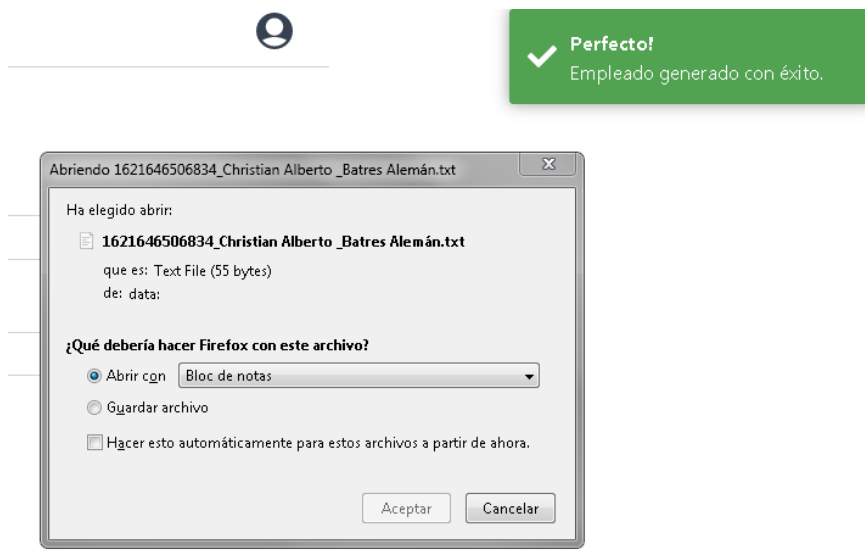 Perfecto!
Empleado generado con éxito.
Abriendo 1621646506834_Christian Alberto _Batres Alemán.txt
Ha elegido abrir:
1621646506834_Christian Alberto _Batres Alemán.txt
que es: Text File (55 bytes)
de: data:
¿Qué debería hacer Firefox con este archivo?
Abrir con Bloc de notas
Guardar archivo
Hacer esto automáticamente para estos archivos a partir de ahora.
Aceptar Cancelar